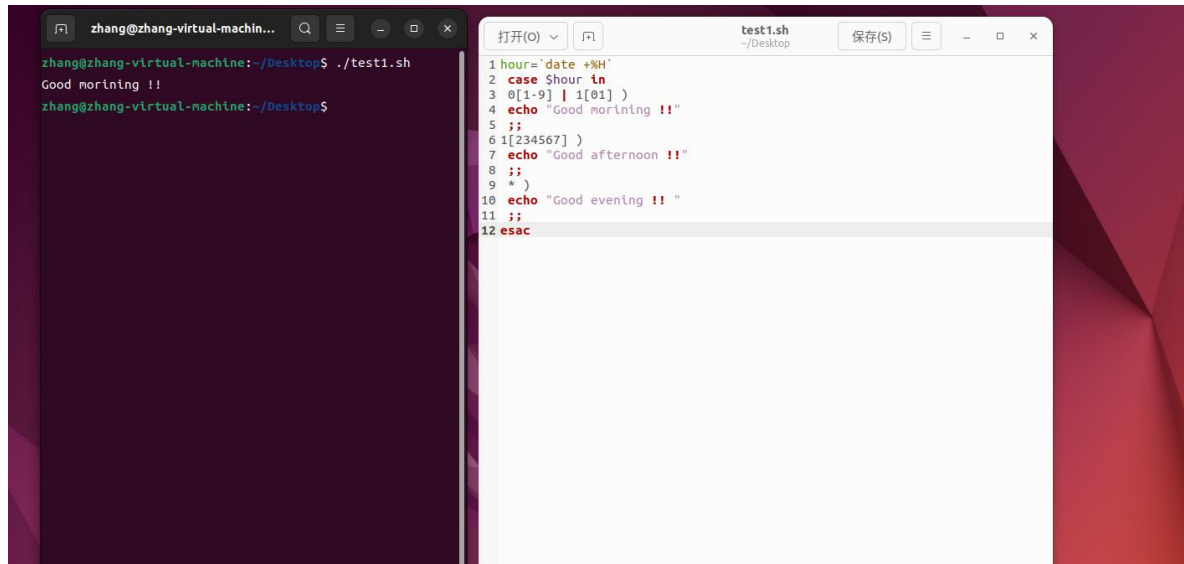 zhang@zhang-virtual-machin...
zhang@zhang-virtual-machine:~/Desktop$ ./test1.sh
Good morining !!
zhang@zhang-virtual-machine:~/Desktop$
打开(O)
test1.sh
~/Desktop
保存(S)
1 hour=`date +%H`
2 case $hour in
3 0[1-9] | 1[01] )
4 echo "Good morining !!"
5 ;;
6 1[234567] )
7 echo "Good afternoon !!"
8 ;;
9 * )
10 echo "Good evening !! "
11 ;;
12 esac